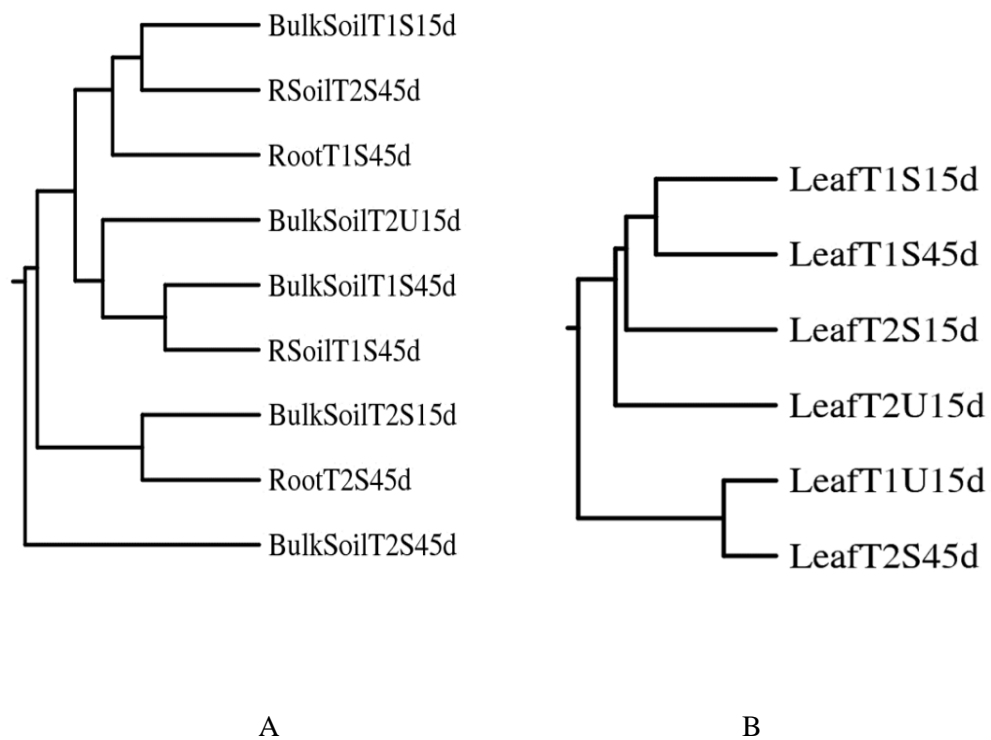 BulkSoilT1S15d
RSoilT2S45d
RootT1S45d
BulkSoilT2U15d
BulkSoilT1S45d
RSoilT1S45d
BulkSoilT2S15d
RootT2S45d
BulkSoilT2S45d
A
LeafT1S15d
LeafT1S45d
LeafT2S15d
LeafT2U15d
LeafT1U15d
LeafT2S45d
B